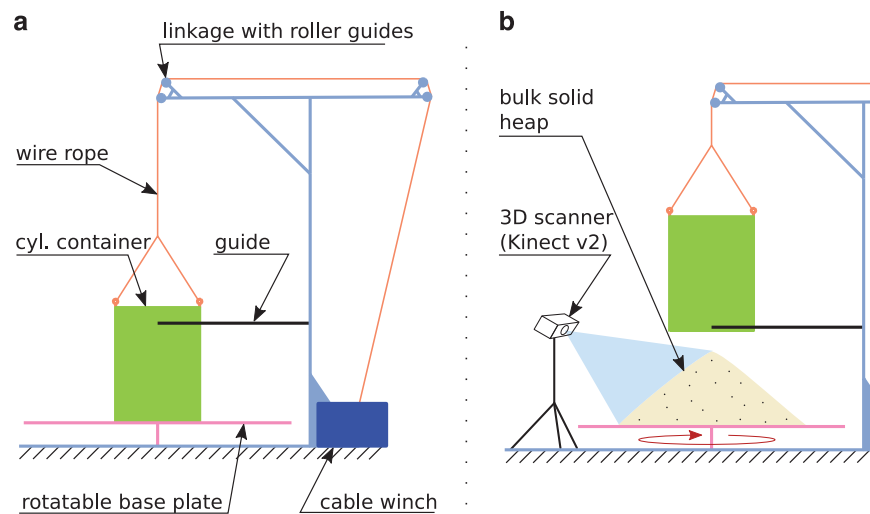 a
linkage with roller guides
wire rope
cyl. container
guide
rotatable base plate
cable winch
b
bulk solid
heap
3D scanner
(Kinect v2)